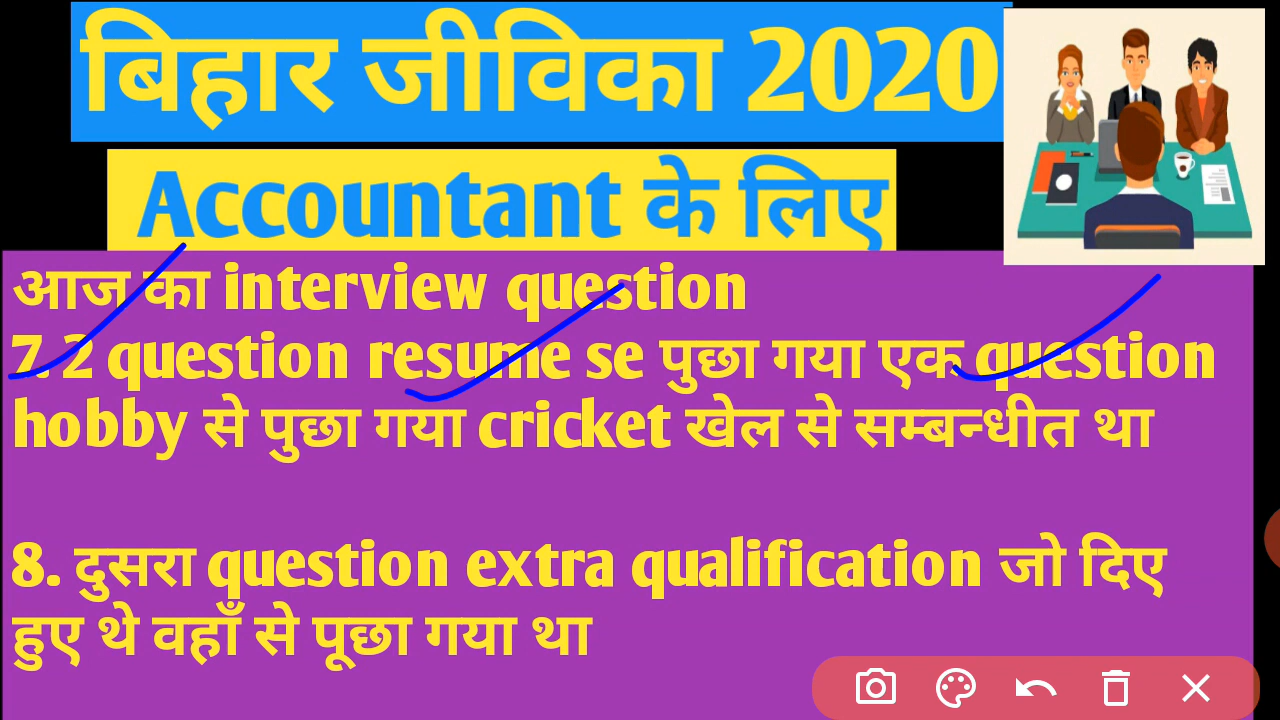 बिहार जीविका 2020
Accountant के लिए
आज का interview question
7. 2 question resume se पुछा गया एक question
hobby से पुछा गया cricket खेल से सम्बन्धीत था
8. दुसरा question extra qualification जो दिए
हुए थे वहाँ से पूछा गया था